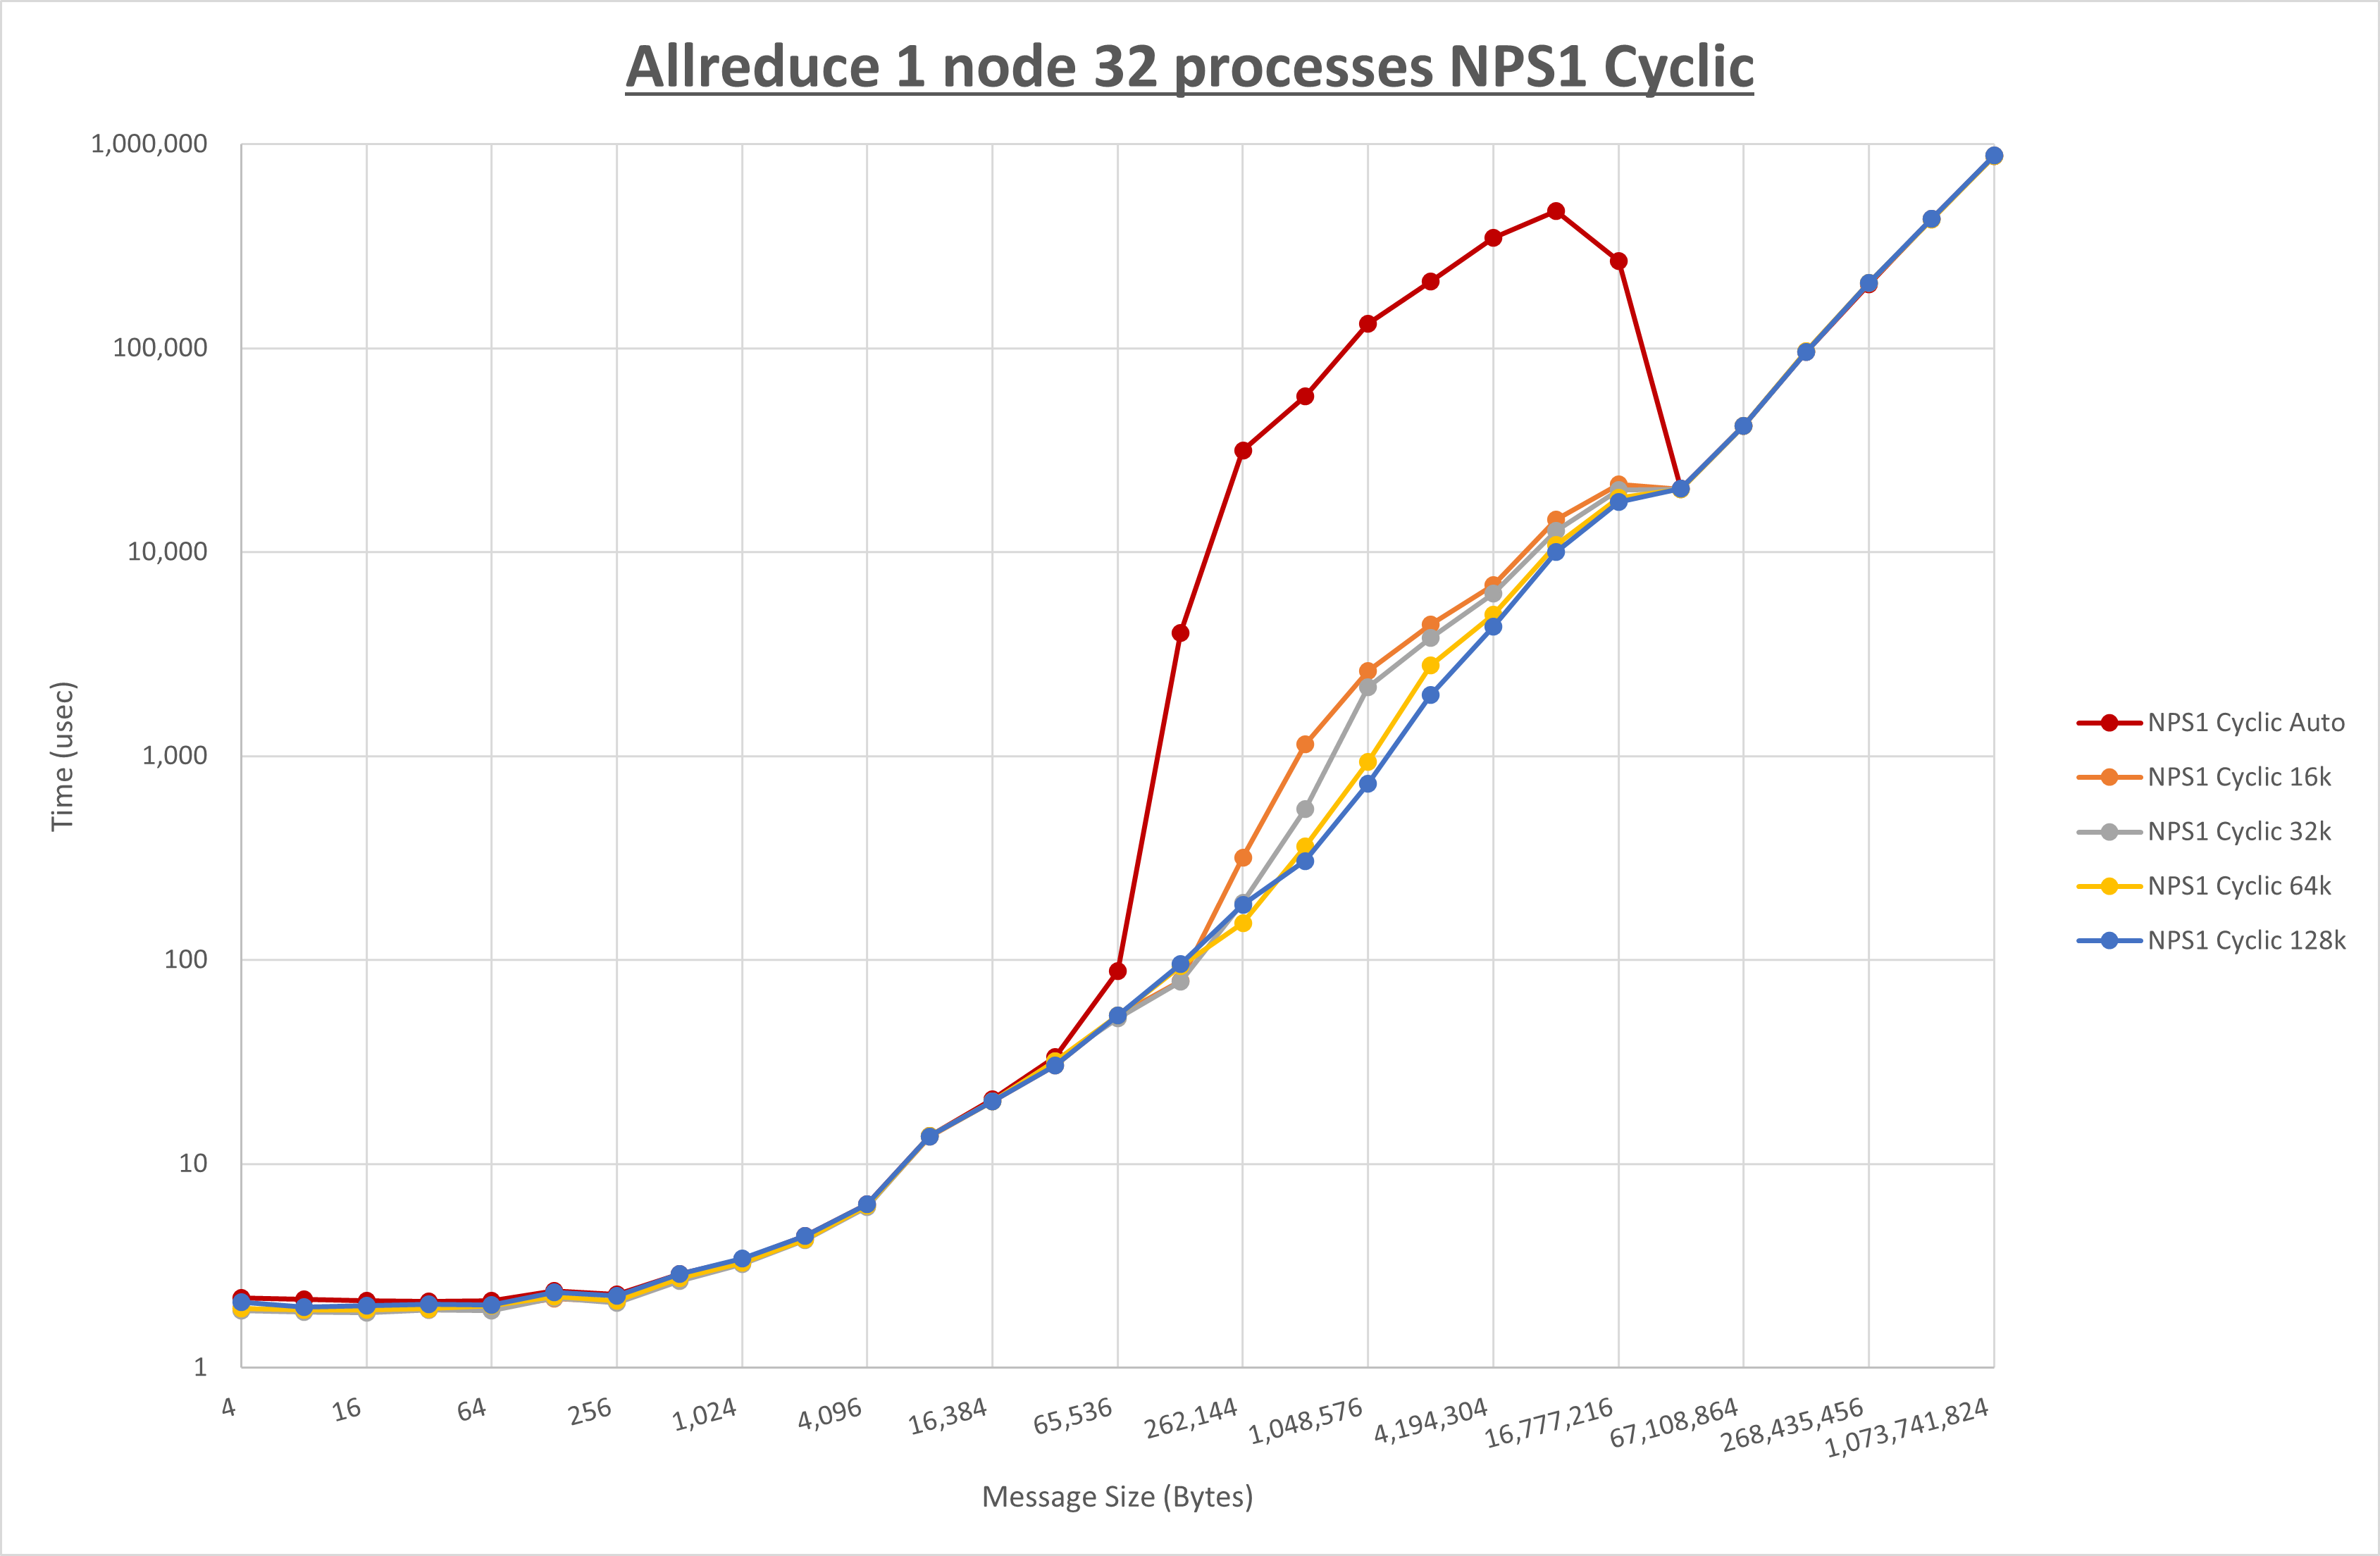 Allreduce 1 node 32 processes NPS1 Cyclic
1,000,000
100,000
10,000
1,000
100
10
1
Time (usec)
4
16
64
256
1,024
4,096
16,384
65,536
262,144
1,048,576
4,194,304
16,777,216
67,108,864
268,435,456
1,073,741,824
Message Size (Bytes)
NPS1 Cyclic Auto
NPS1 Cyclic 16k
NPS1 Cyclic 32k
NPS1 Cyclic 64k
NPS1 Cyclic 128k